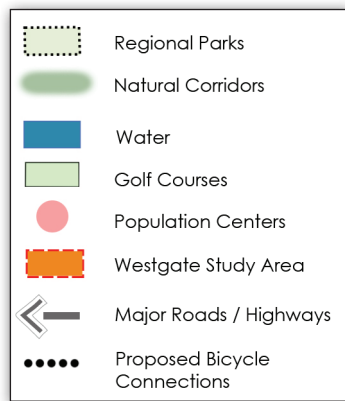 Regional Parks
Natural Corridors
Water
Golf Courses
Population Centers
Westgate Study Area
Major Roads / Highways
Proposed Bicycle
Connections